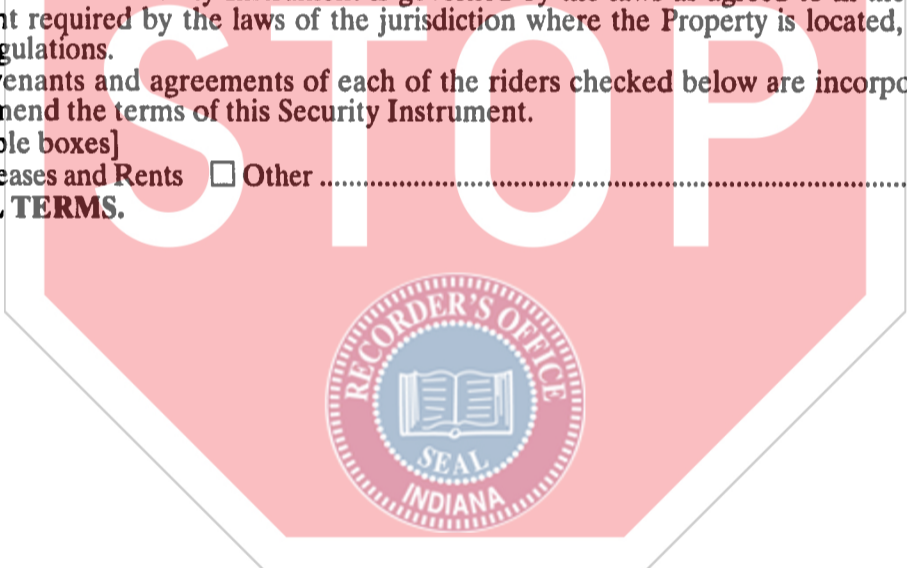 nt required by the laws of the jurisdiction where the Property is located,
gulations.
enants and agreements of each of the riders checked below are incorpo
nend the terms of this Security Instrument.
ble boxes]
eases and Rents ☐ Other ..........................................................................
TERMS.
STOP
RECORDER'S OFFICE
SEAL
INDIANA